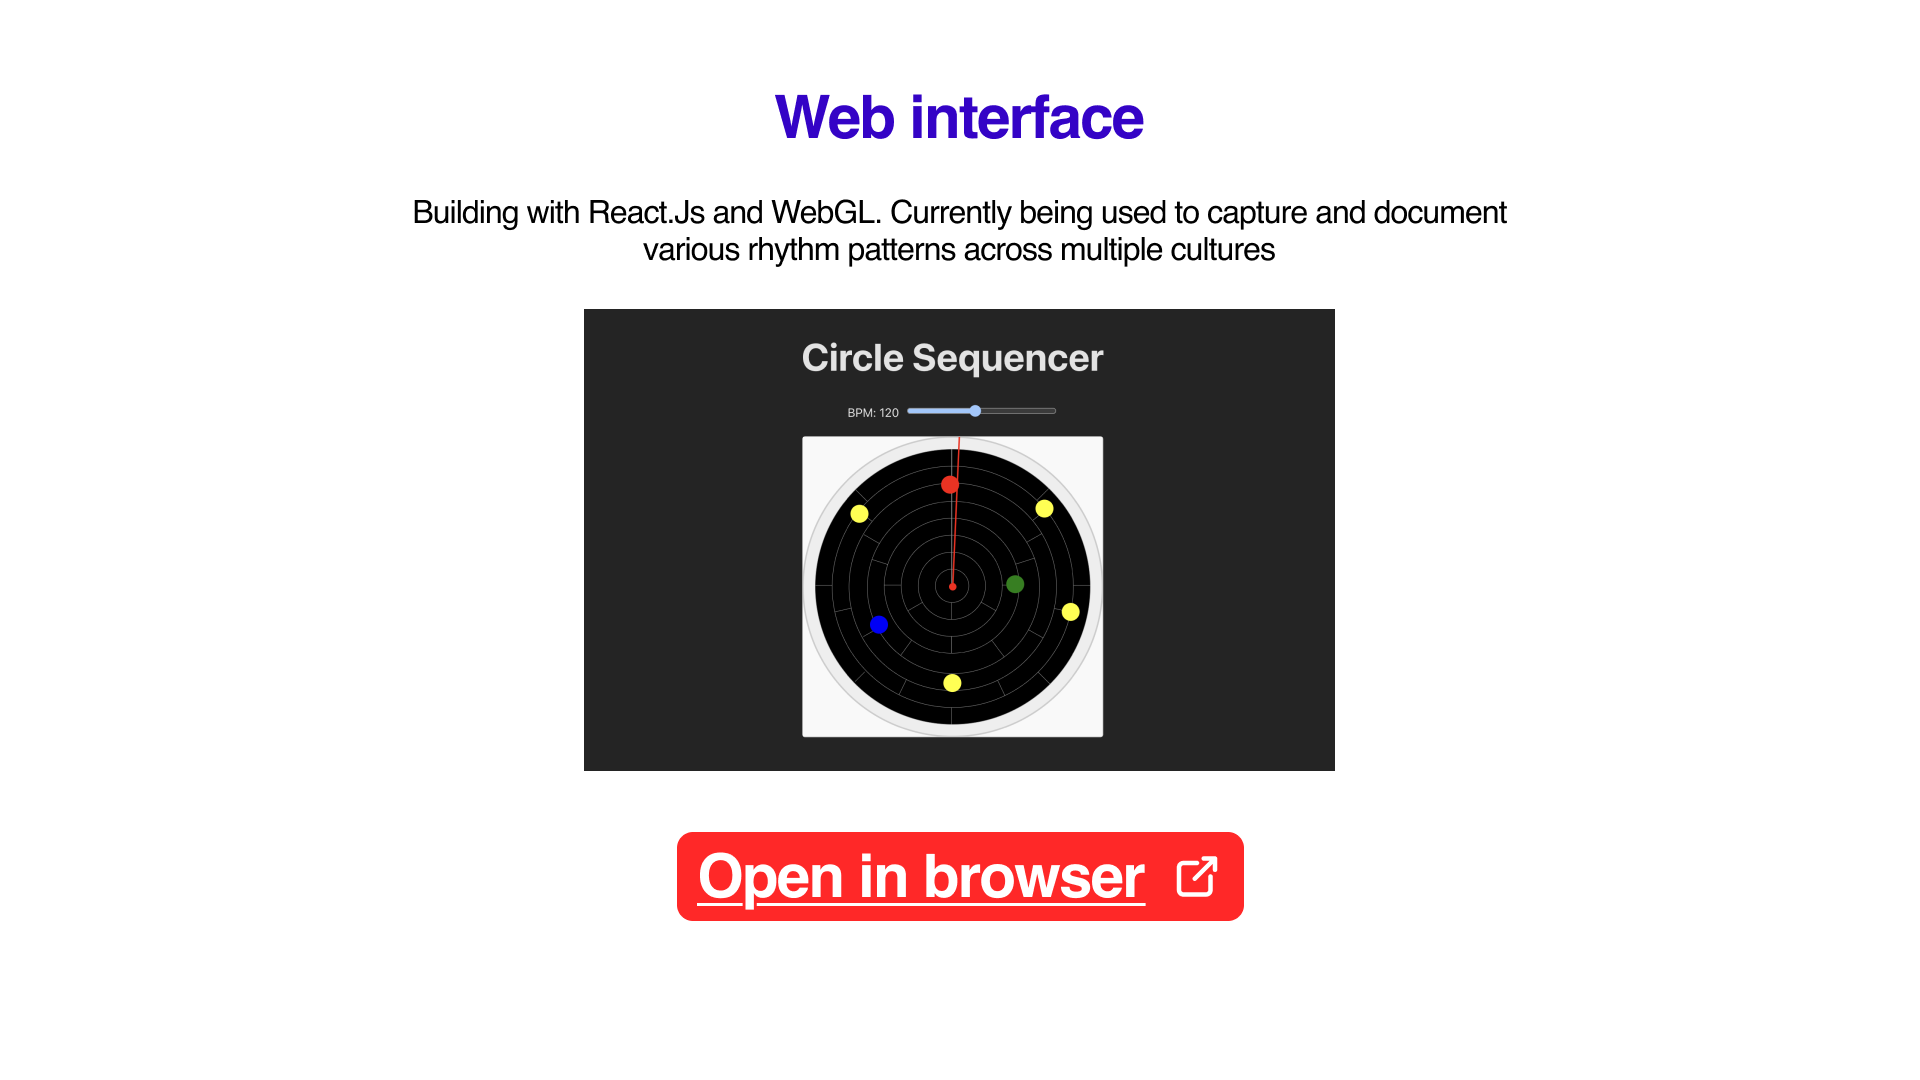 Web interface
Building with React.Js and WebGL. Currently being used to capture and document
various rhythm patterns across multiple cultures
Circle Sequencer
BPM: 120
Open in browser